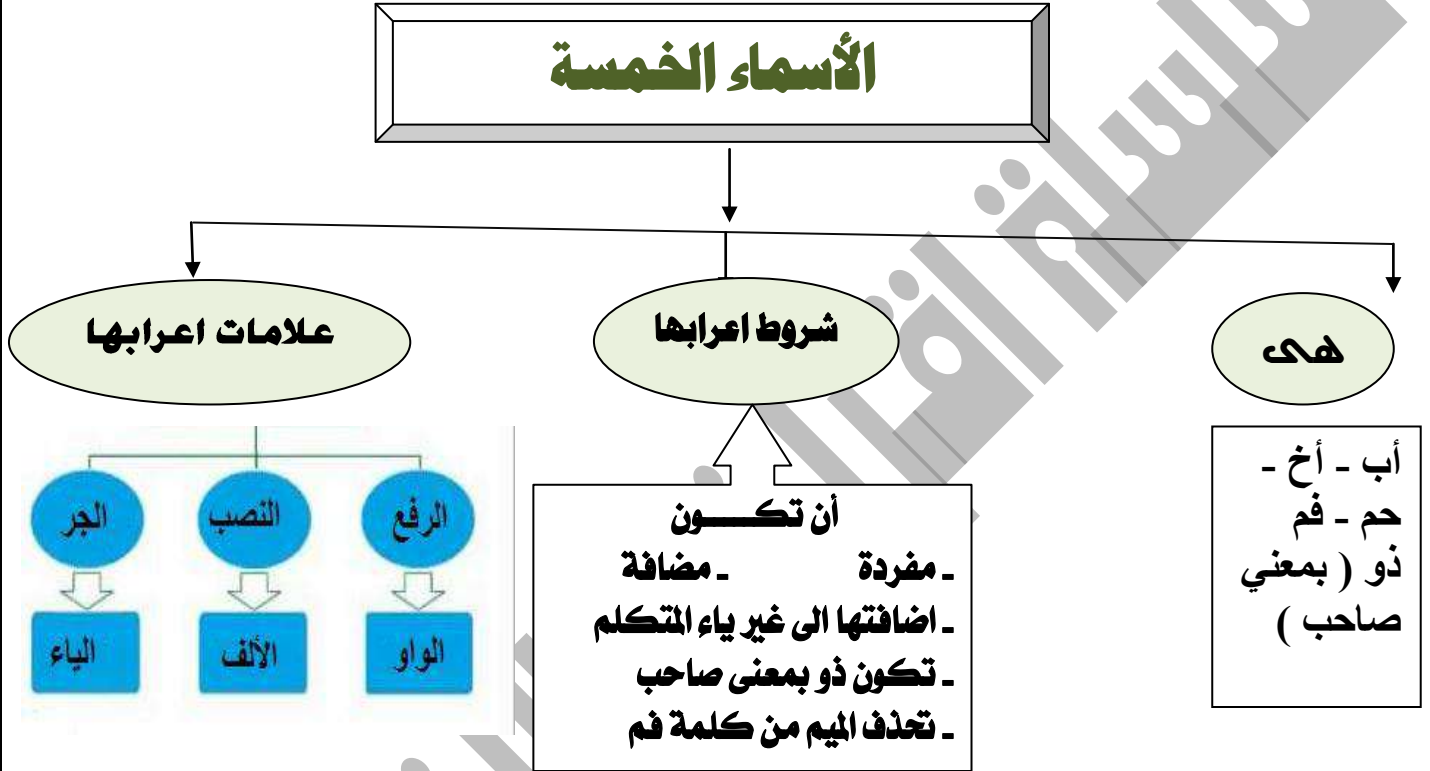 الأسماء الخمسة
هى
شروط اعرابها
علامات اعرابها
أب - أخ -
حم - فم
ذو ( بمعني
صاحب )
أن تكـــــون
ـ مفردة ـ مضافة
ـ اضافتها الى غير ياء المتكلم
ـ تكون ذو بمعنى صاحب
ـ تحذف الميم من كلمة فم
الرفع النصب الجر
الواو الألف الياء